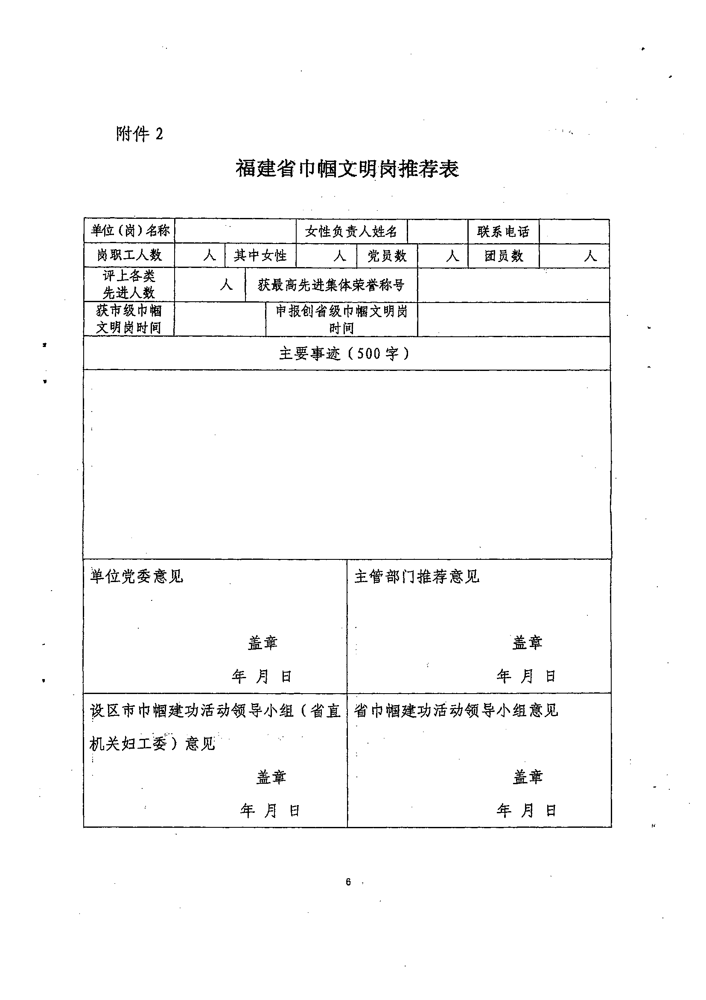 附件 2
福建省巾帼文明岗推荐表
单位（岗）名称 女性负责人姓名 联系电话
岗职工人数 人 其中女性 人 党员数 人 团员数 人
评上各类
先进人数
人 获最高先进集体荣誉称号
获市级巾帼
文明岗时间
申报创省级巾帼文明岗
时间
主要事迹（500 字）
单位党委意见
盖章
年 月 日
主管部门推荐意见
盖章
年 月 日
设区市巾帼建功活动领导小组（省直
机关妇工委）意见
盖章
年 月 日
省巾帼建功活动领导小组意见
盖章
年 月 日
6